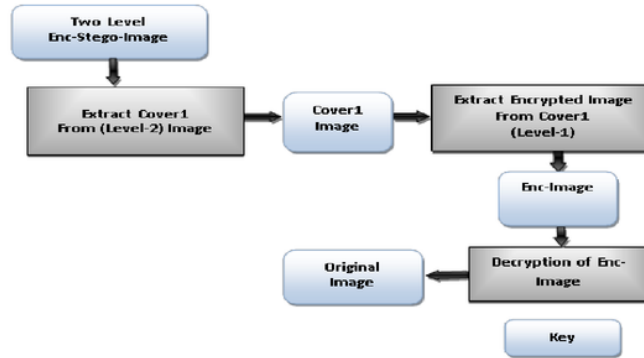 Two Level
Enc-Stego-Image
Extract Cover1
From (Level-2) Image
Cover1
Image
Extract Encrypted Image
From Cover1
(Level-1)
Enc-Image
Decryption of Enc-
Image
Original
Image
Key